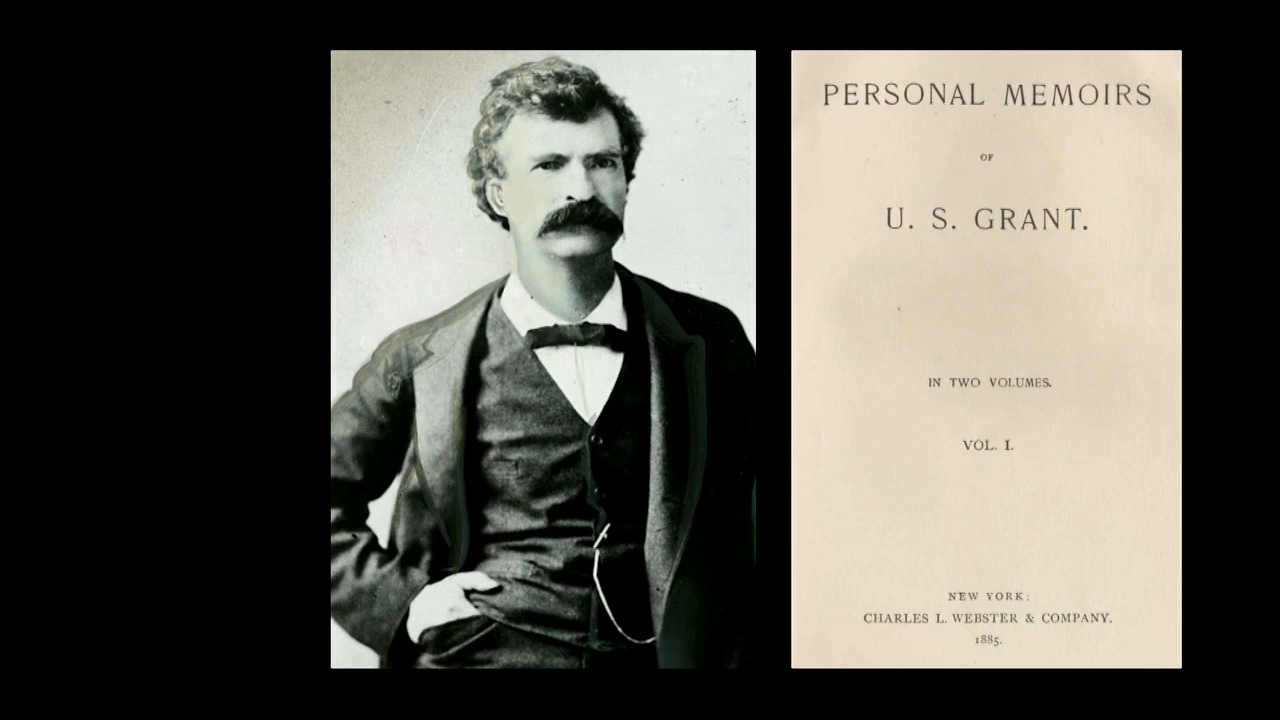 PERSONAL MEMOIRS
OF
U. S. GRANT.
IN TWO VOLUMES.
VOL. I.
NEW YORK:
CHARLES L. WEBSTER & COMPANY.
1885.